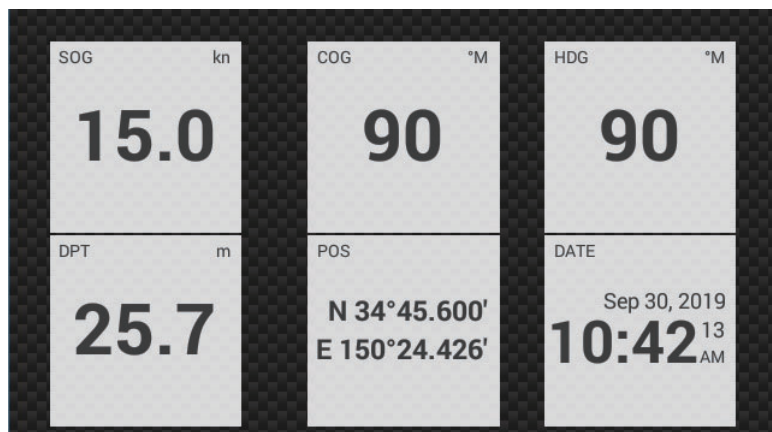 SOG kn
15.0
COG °M
90
HDG °M
90
DPT m
25.7
POS
N 34°45.600'
E 150°24.426'
DATE
Sep 30, 2019
10:42 13 AM